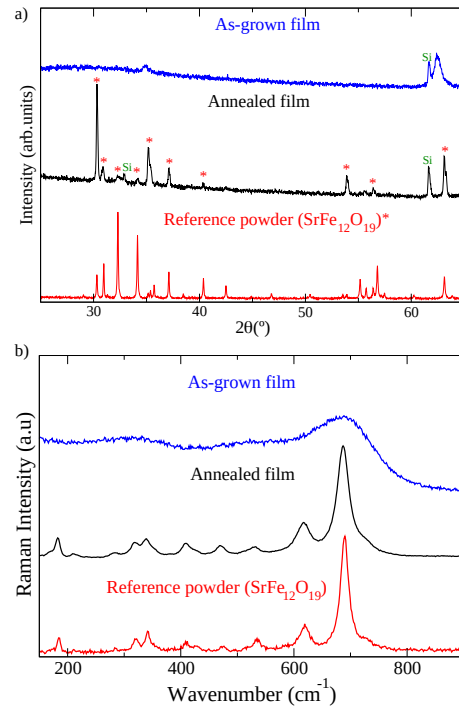 a)
As-grown film
Si
Annealed film
* * * Si * * * * * * Si *
Reference powder (SrFe12O19)*
Intensity (arb.units)
30 40 50 60
2θ(º)
b)
As-grown film
Annealed film
Reference powder (SrFe12O19)
Raman Intensity (a.u)
200 400 600 800
Wavenumber (cm-1)